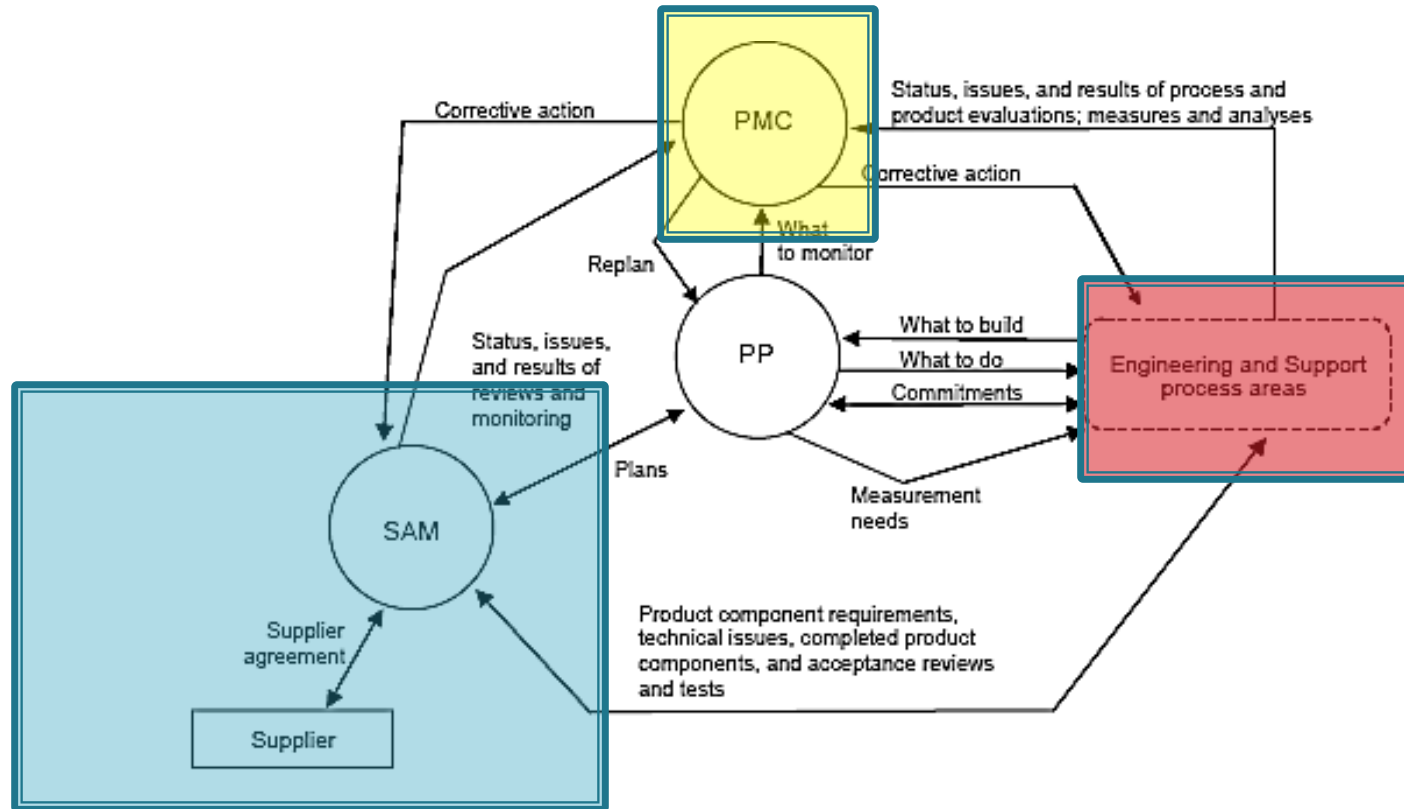 Status, issues, and results of process and
product evaluations; measures and analyses
Corrective action
PMC
Corrective action
What
to monitor
Replan
What to build
Status, issues,
and results of
reviews and
monitoring
PP
What to do
Engineering and Support
process areas
Commitments
Plans
Measurement
needs
SAM
Product component requirements,
technical issues, completed product
components, and acceptance reviews
and tests
Supplier
agreement
Supplier